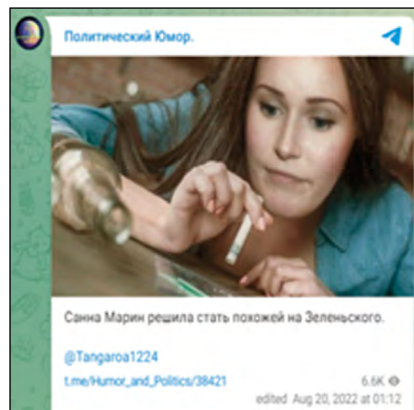 Политический Юмор.
Санна Марин решила стать похожей на Зеленьского.
@Tangaroa1224
t.me/Humor_and_Politics/38421
6.6K
edited Aug 20, 2022 at 01:12